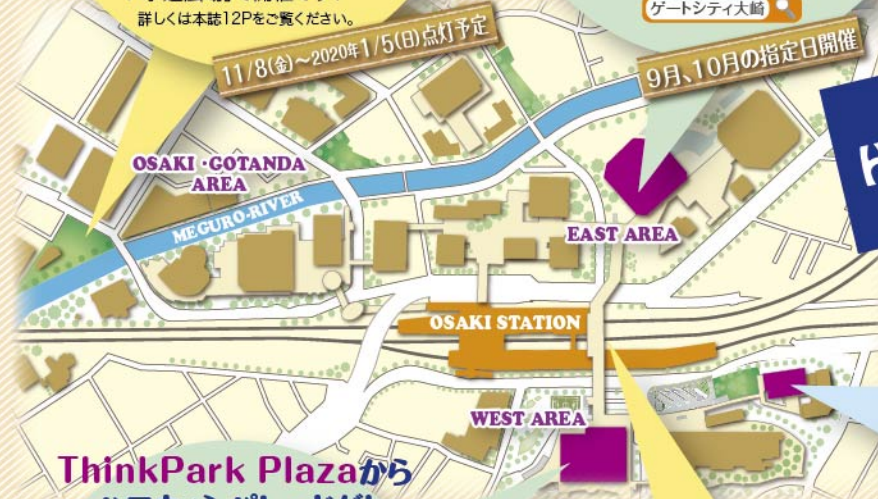 詳しくは本誌12Pをご覧ください。
ゲートシティ大崎
11/8(金)～2020年1/5(日)点灯予定
9月、10月の指定日開催
OSAKI・GOTANDA
AREA
MEGURO-RIVER
EAST AREA
OSAKI STATION
WEST AREA
ThinkPark Plazaから